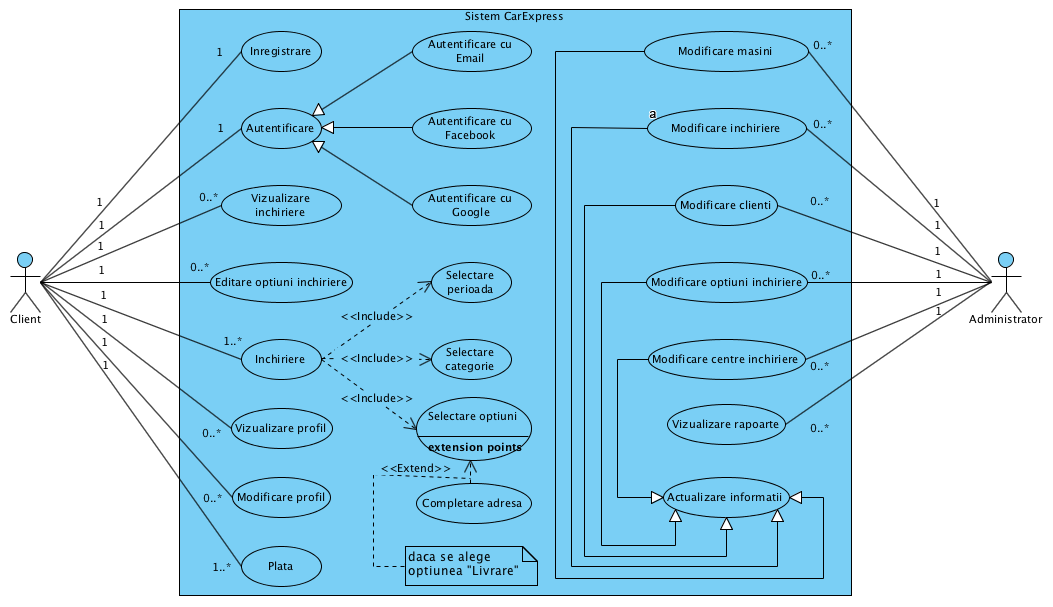 Sistem CarExpress
1
Inregistrare
Autentificare cu
Email
Modificare masini
0..*
1
Autentificare
Autentificare cu
Facebook
a
Modificare inchiriere
0..*
0..*
Vizualizare
inchiriere
Autentificare cu
Google
Modificare clienti
0..*
1
1
1
1
1
1
1
1
1
1
1
1
1
1
Client
Administrator
0..*
Editare optiuni inchiriere
Selectare
perioada
Modificare optiuni inchiriere
0..*
<<Include>>
1..*
Inchiriere
<<Include>>
Selectare
categorie
Modificare centre inchiriere
0..*
<<Include>>
0..*
Vizualizare profil
Selectare optiuni
extension points
Vizualizare rapoarte
0..*
<<Extend>>
0..*
Modificare profil
Completare adresa
Actualizare informatii
1..*
Plata
daca se alege
optiunea "Livrare"